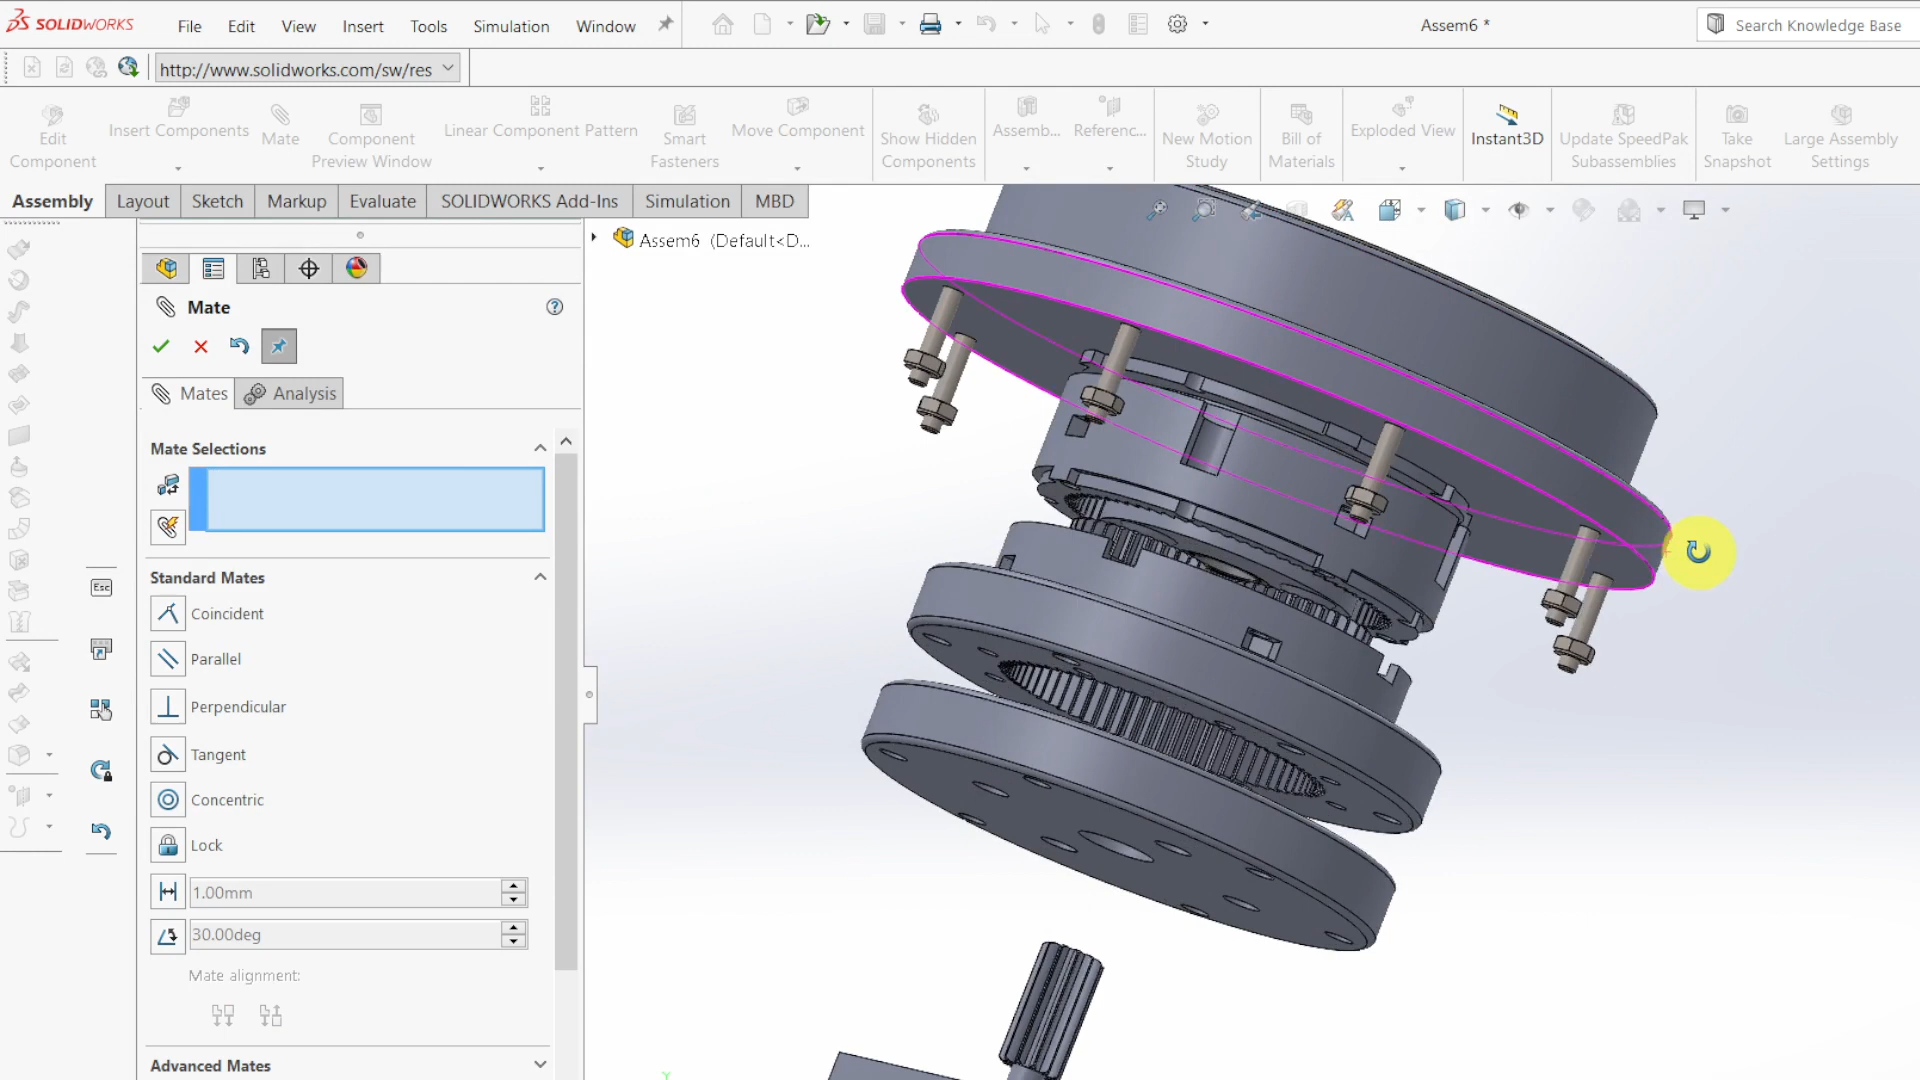 SOLIDWORKS File Edit View Insert Tools Simulation Window Assem6 * Search Knowledge Base
http://www.solidworks.com/sw/res
Edit Component
Insert Components
Mate
Component Preview Window
Linear Component Pattern
Smart Fasteners
Move Component
Show Hidden Components
Assemb...
Referenc...
New Motion Study
Bill of Materials
Exploded View
Instant3D
Update SpeedPak Subassemblies
Take Snapshot
Large Assembly Settings
Assembly Layout Sketch Markup Evaluate SOLIDWORKS Add-Ins Simulation MBD
Assem6 (Default<D...
Mate
Mates Analysis
Mate Selections
Standard Mates
Coincident
Esc
Parallel
Perpendicular
Tangent
Concentric
Lock
1.00mm
30.00deg
Mate alignment:
Advanced Mates
Y